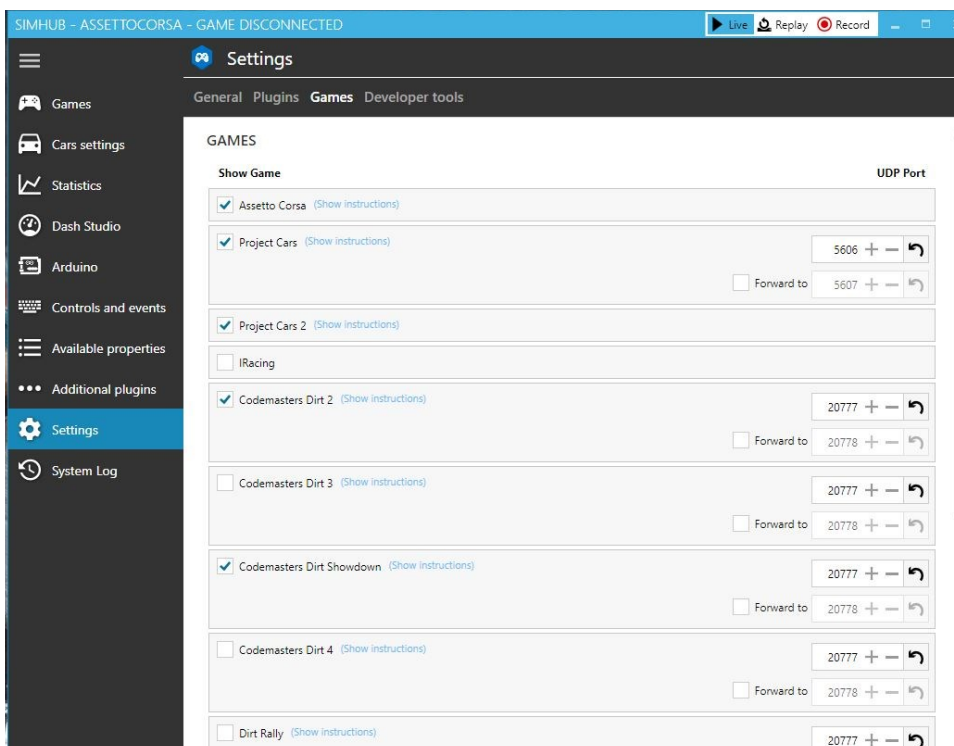 SIMHUB - ASSETTOCORSA - GAME DISCONNECTED
Live Replay Record
Settings
General Plugins Games Developer tools
Games
Cars settings
Statistics
Dash Studio
Arduino
Controls and events
Available properties
Additional plugins
Settings
System Log
GAMES
Show Game UDP Port
Assetto Corsa (Show instructions)
Project Cars (Show instructions) 5606
Forward to 5607
Project Cars 2 (Show instructions)
IRacing
Codemasters Dirt 2 (Show instructions) 20777
Forward to 20778
Codemasters Dirt 3 (Show instructions) 20777
Forward to 20778
Codemasters Dirt Showdown (Show instructions) 20777
Forward to 20778
Codemasters Dirt 4 (Show instructions) 20777
Forward to 20778
Dirt Rally (Show instructions) 20777